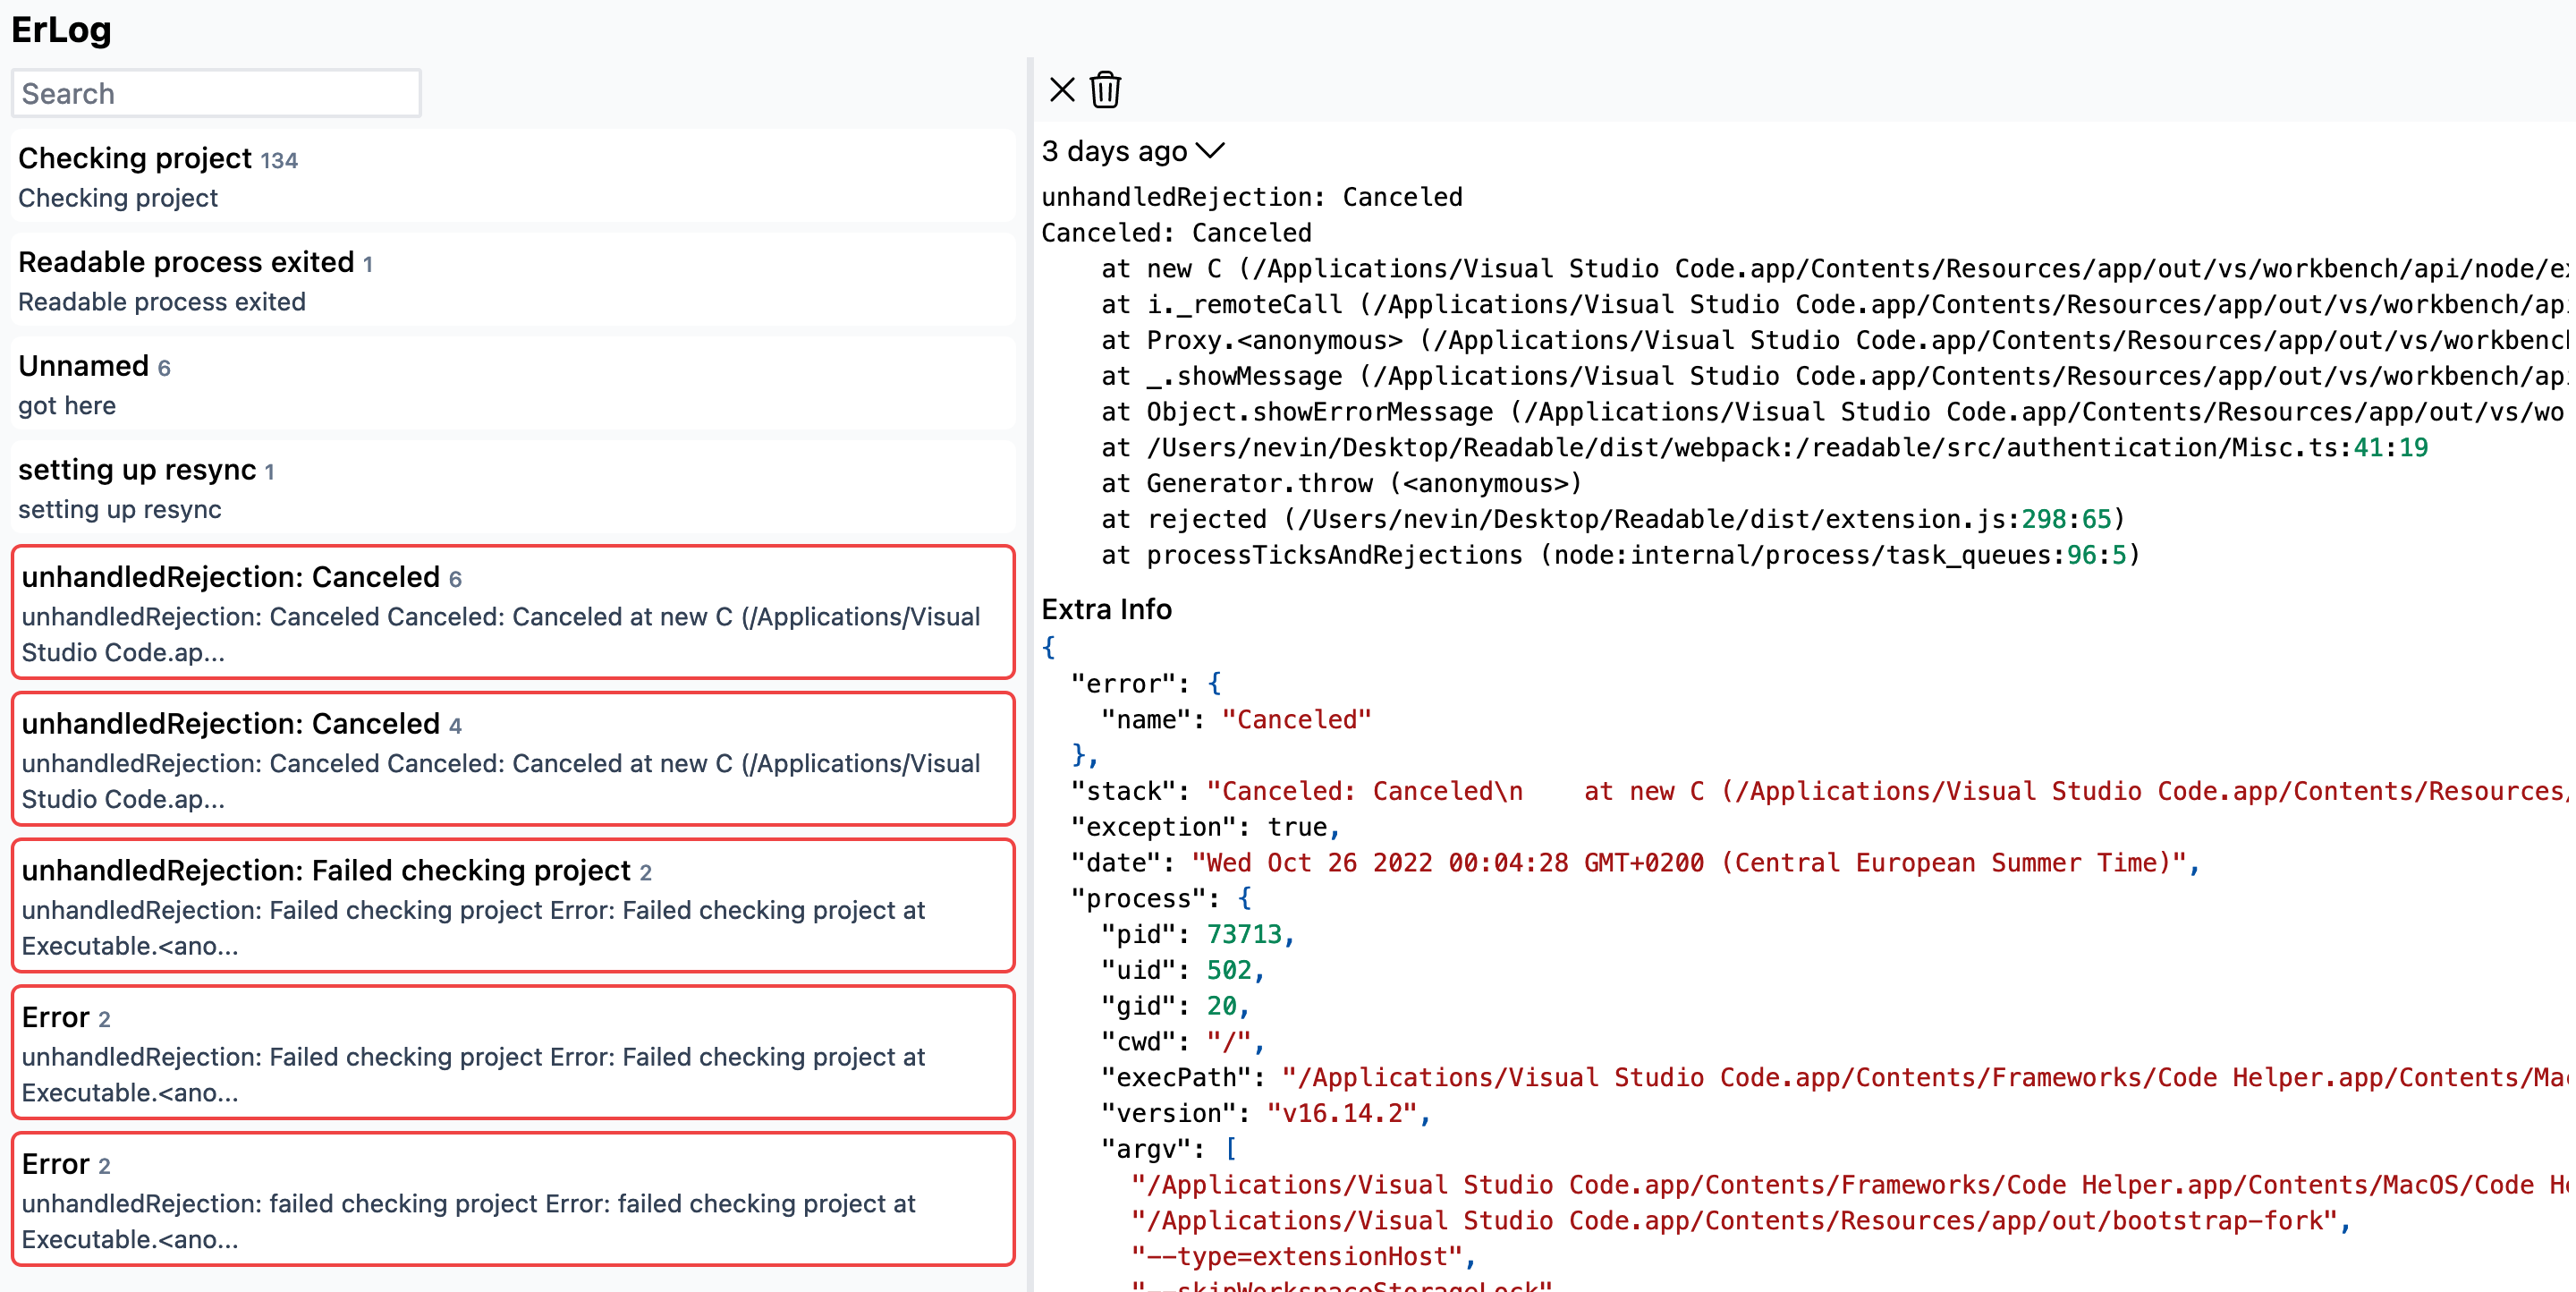 ErLog
Search
Checking project 134
Checking project
Readable process exited 1
Readable process exited
Unnamed 6
got here
setting up resync 1
setting up resync
unhandledRejection: Canceled 6
unhandledRejection: Canceled Canceled: Canceled at new C (/Applications/Visual
Studio Code.ap...
unhandledRejection: Canceled 4
unhandledRejection: Canceled Canceled: Canceled at new C (/Applications/Visual
Studio Code.ap...
unhandledRejection: Failed checking project 2
unhandledRejection: Failed checking project Error: Failed checking project at
Executable.<ano...
Error 2
unhandledRejection: Failed checking project Error: Failed checking project at
Executable.<ano...
Error 2
unhandledRejection: failed checking project Error: failed checking project at
Executable.<ano...
3 days ago
unhandledRejection: Canceled
Canceled: Canceled
    at new C (/Applications/Visual Studio Code.app/Contents/Resources/app/out/vs/workbench/api/node/ex
    at i._remoteCall (/Applications/Visual Studio Code.app/Contents/Resources/app/out/vs/workbench/api
    at Proxy.<anonymous> (/Applications/Visual Studio Code.app/Contents/Resources/app/out/vs/workbench
    at _.showMessage (/Applications/Visual Studio Code.app/Contents/Resources/app/out/vs/workbench/api
    at Object.showErrorMessage (/Applications/Visual Studio Code.app/Contents/Resources/app/out/vs/wo
    at /Users/nevin/Desktop/Readable/dist/webpack:/readable/src/authentication/Misc.ts:41:19
    at Generator.throw (<anonymous>)
    at rejected (/Users/nevin/Desktop/Readable/dist/extension.js:298:65)
    at processTicksAndRejections (node:internal/process/task_queues:96:5)
Extra Info
{
  "error": {
    "name": "Canceled"
  },
  "stack": "Canceled: Canceled\n    at new C (/Applications/Visual Studio Code.app/Contents/Resources/
  "exception": true,
  "date": "Wed Oct 26 2022 00:04:28 GMT+0200 (Central European Summer Time)",
  "process": {
    "pid": 73713,
    "uid": 502,
    "gid": 20,
    "cwd": "/",
    "execPath": "/Applications/Visual Studio Code.app/Contents/Frameworks/Code Helper.app/Contents/Mac
    "version": "v16.14.2",
    "argv": [
      "/Applications/Visual Studio Code.app/Contents/Frameworks/Code Helper.app/Contents/MacOS/Code He
      "/Applications/Visual Studio Code.app/Contents/Resources/app/out/bootstrap-fork",
      "--type=extensionHost",
      "--skipWorkspaceStorageLock"